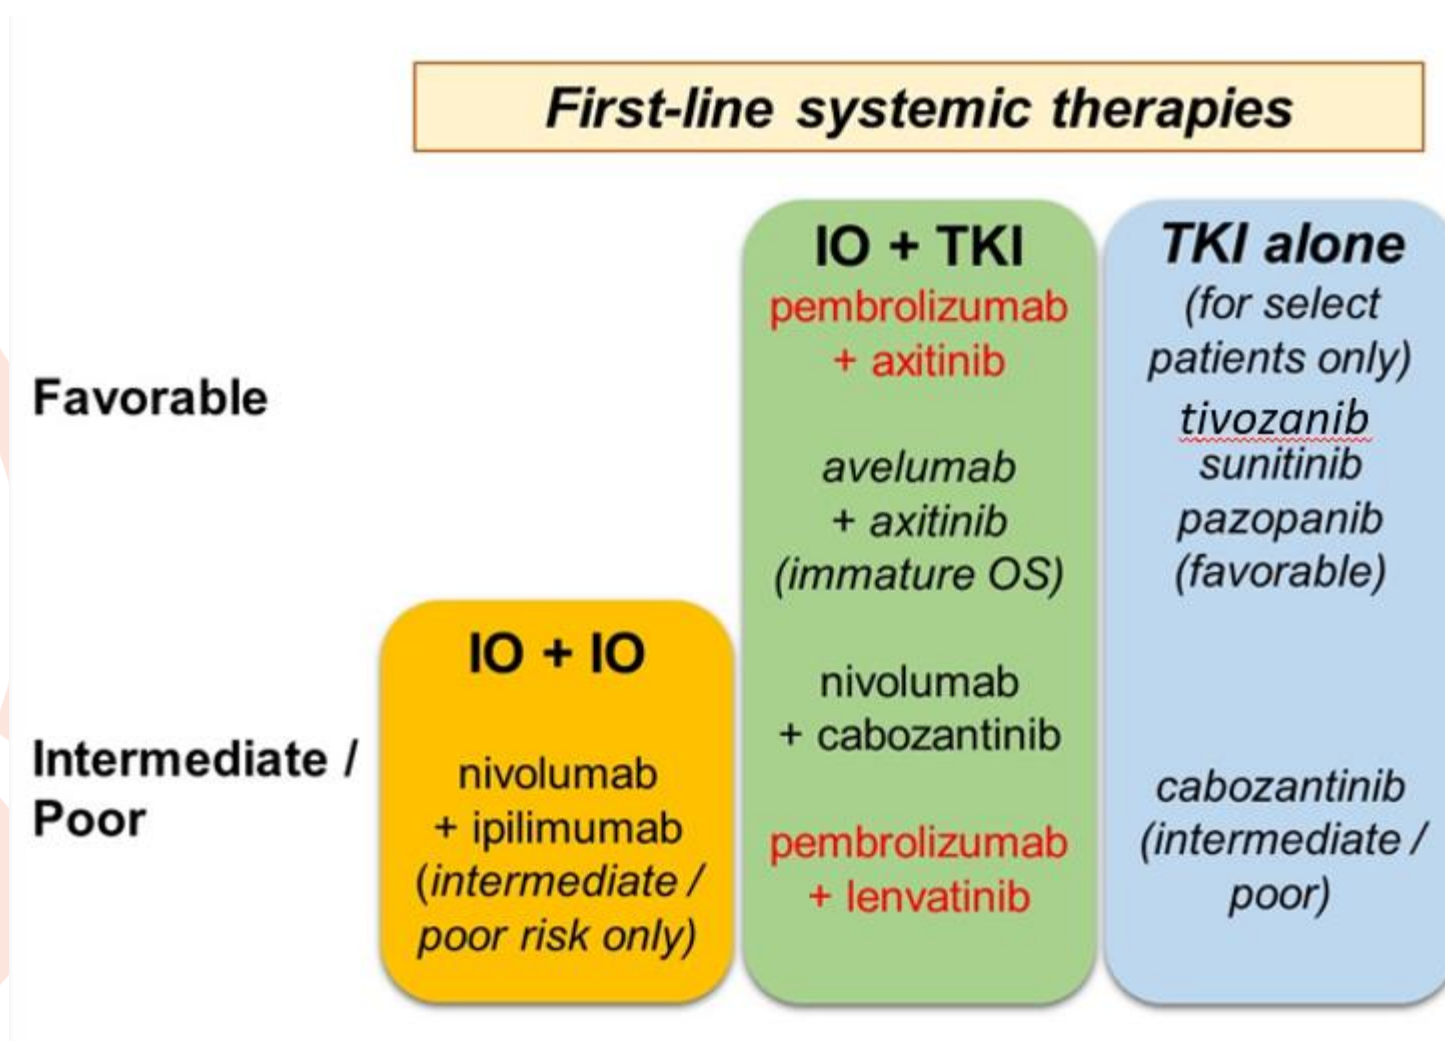 First-line systemic therapies
Favorable
Intermediate /
Poor
IO + IO
nivolumab
+ ipilimumab
(intermediate /
poor risk only)
IO + TKI
pembrolizumab
+ axitinib
avelumab
+ axitinib
(immature OS)
nivolumab
+ cabozantinib
pembrolizumab
+ lenvatinib
TKI alone
(for select
patients only)
tivozanib
sunitinib
pazopanib
(favorable)
cabozantinib
(intermediate /
poor)